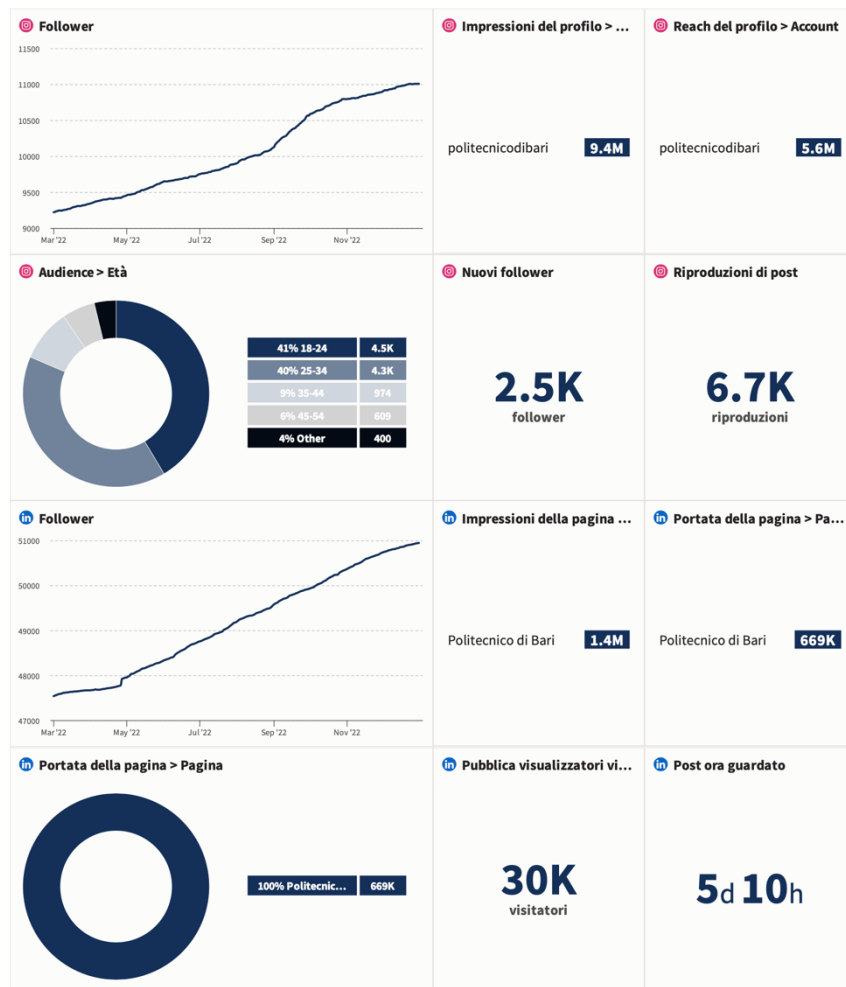 Follower
11500
11000
10500
10000
9500
9000
Mar '22 May '22 Jul '22 Sep '22 Nov '22
Impressioni del profilo > ...
politecnicodibari 9.4M
Reach del profilo > Account
politecnicodibari 5.6M
Audience > Età
41% 18-24 4.5K
40% 25-34 4.3K
9% 35-44 974
6% 45-54 609
4% Other 400
Nuovi follower
2.5K
follower
Riproduzioni di post
6.7K
riproduzioni
Follower
51000
50000
49000
48000
47000
Mar '22 May '22 Jul '22 Sep '22 Nov '22
Impressioni della pagina ...
Politecnico di Bari 1.4M
Portata della pagina > Pa...
Politecnico di Bari 669K
Portata della pagina > Pagina
100% Politecnic... 669K
Pubblica visualizzatori vi...
30K
visitatori
Post ora guardato
5d 10h